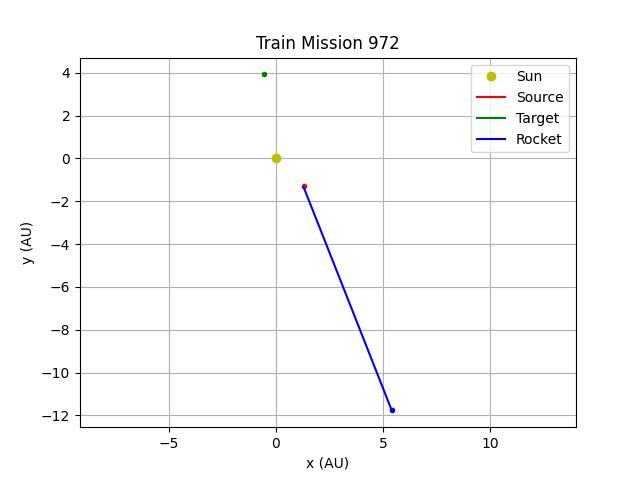 Train Mission 972
Sun
Source
Target
Rocket
4
2
0
−2
−4
−6
−8
−10
−12
y (AU)
−5
0
5
10
x (AU)